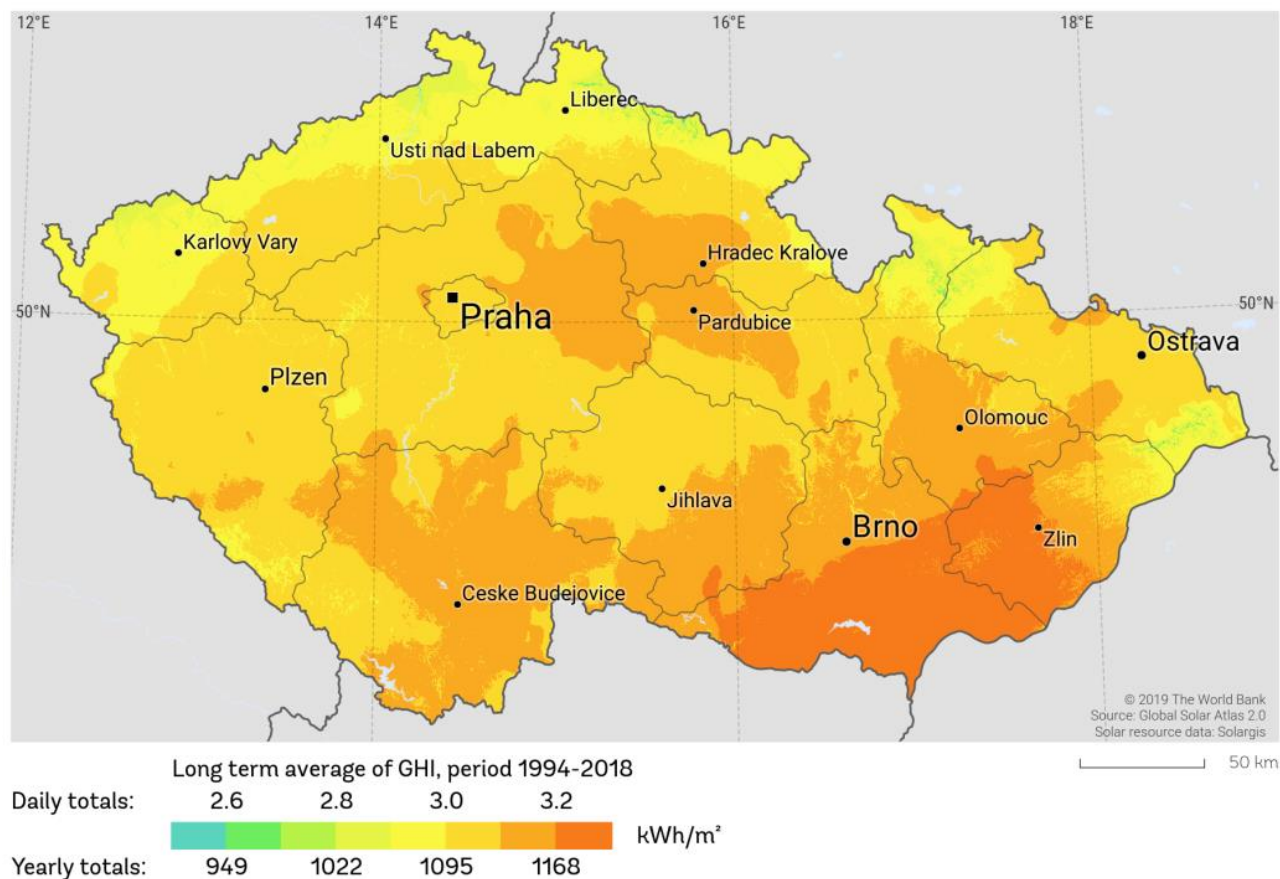 12°E 14°E 16°E 18°E
Liberec
Usti nad Labem
Karlovy Vary
Hradec Kralove
50°N 50°N
Praha
Pardubice
Ostrava
Plzen
Olomouc
Jihlava
Brno
Zlin
Ceske Budejovice
© 2019 The World Bank
Source: Global Solar Atlas 2.0
Solar resource data: Solargis
50 km
Long term average of GHI, period 1994-2018
Daily totals: 2.6 2.8 3.0 3.2
kWh/m²
Yearly totals: 949 1022 1095 1168